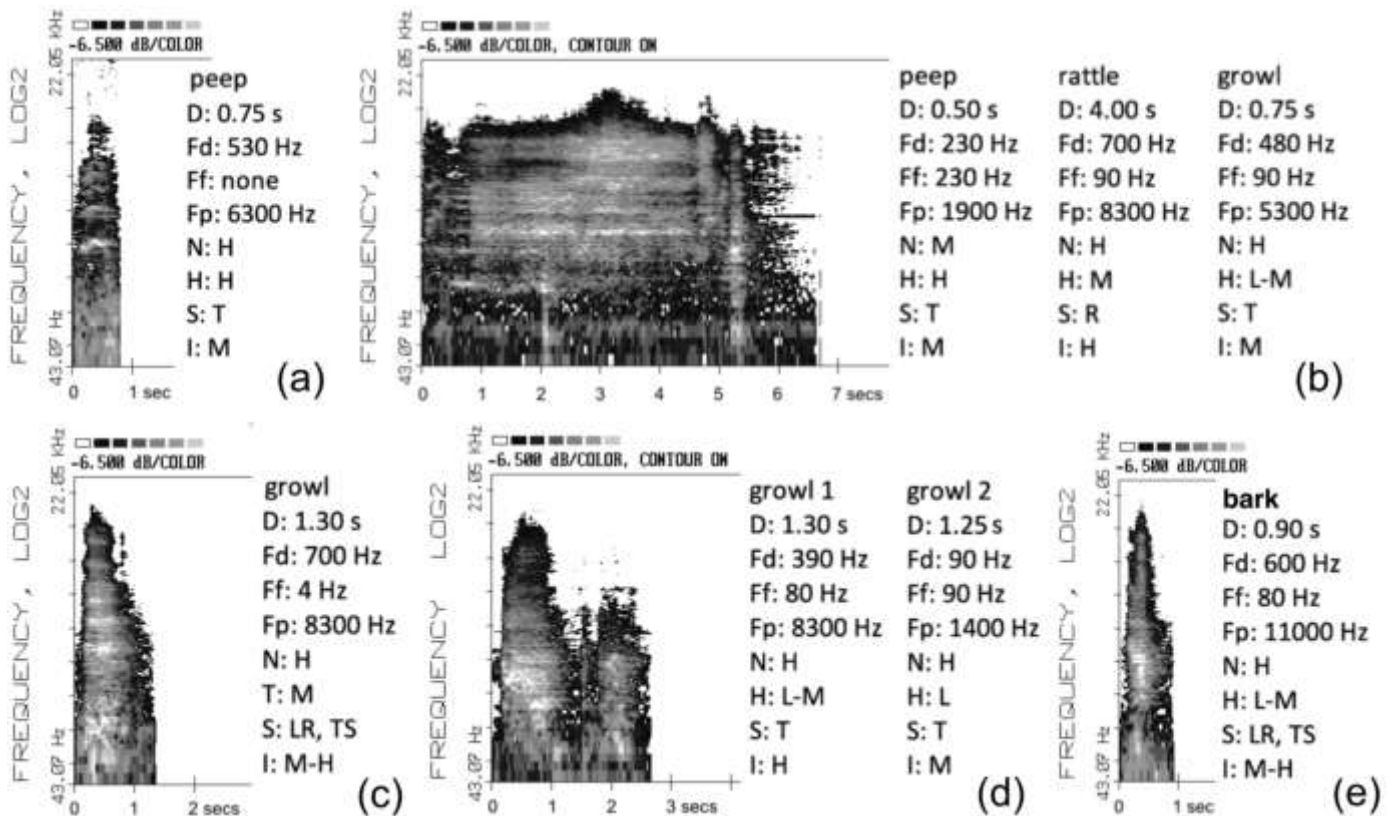 -6.500 dB/COLOR
FREQUENCY, LOG2
22.05 KHz
43.07 Hz
0 1 sec
peep
D: 0.75 s
Fd: 530 Hz
Ff: none
Fp: 6300 Hz
N: H
H: H
S: T
I: M
(a)
-6.500 dB/COLOR, CONTOUR ON
FREQUENCY, LOG2
22.05 KHz
43.07 Hz
0 1 2 3 4 5 6 7 secs
peep
D: 0.50 s
Fd: 230 Hz
Ff: 230 Hz
Fp: 1900 Hz
N: M
H: H
S: T
I: M
rattle
D: 4.00 s
Fd: 700 Hz
Ff: 90 Hz
Fp: 8300 Hz
N: H
H: M
S: R
I: H
growl
D: 0.75 s
Fd: 480 Hz
Ff: 90 Hz
Fp: 5300 Hz
N: H
H: L-M
S: T
I: M
(b)
-6.500 dB/COLOR
FREQUENCY, LOG2
22.05 KHz
43.07 Hz
0 1 2 secs
growl
D: 1.30 s
Fd: 700 Hz
Ff: 4 Hz
Fp: 8300 Hz
N: H
T: M
S: LR, TS
I: M-H
(c)
-6.500 dB/COLOR, CONTOUR ON
FREQUENCY LOG2
22.05 KHz
43.07 Hz
0 1 2 3 secs
growl 1
D: 1.30 s
Fd: 390 Hz
Ff: 80 Hz
Fp: 8300 Hz
N: H
H: L-M
S: T
I: H
growl 2
D: 1.25 s
Fd: 90 Hz
Ff: 90 Hz
Fp: 1400 Hz
N: H
H: L
S: T
I: M
(d)
-6.500 dB/COLOR
FREQUENCY, LOG2
22.05 KHz
43.07 Hz
0 1 sec
bark
D: 0.90 s
Fd: 600 Hz
Ff: 80 Hz
Fp: 11000 Hz
N: H
H: L-M
S: LR, TS
I: M-H
(e)